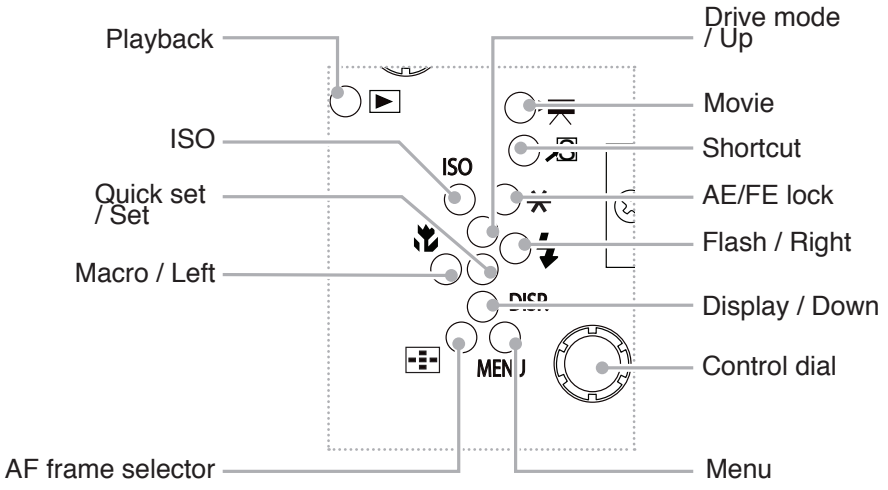 Drive mode
/ Up
Playback
Movie
ISO
Shortcut
ISO
Quick set
/ Set
AE/FE lock
Flash / Right
Macro / Left
DISP.
Display / Down
MENU
Control dial
AF frame selector
Menu